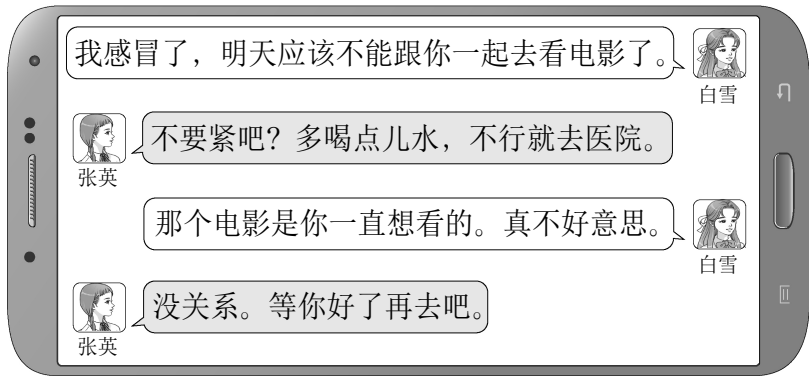 我感冒了，明天应该不能跟你一起去看电影了。
白雪
不要紧吧？多喝点儿水，不行就去医院。
张英
那个电影是你一直想看的。真不好意思。
白雪
没关系。等你好了再去吧。
张英